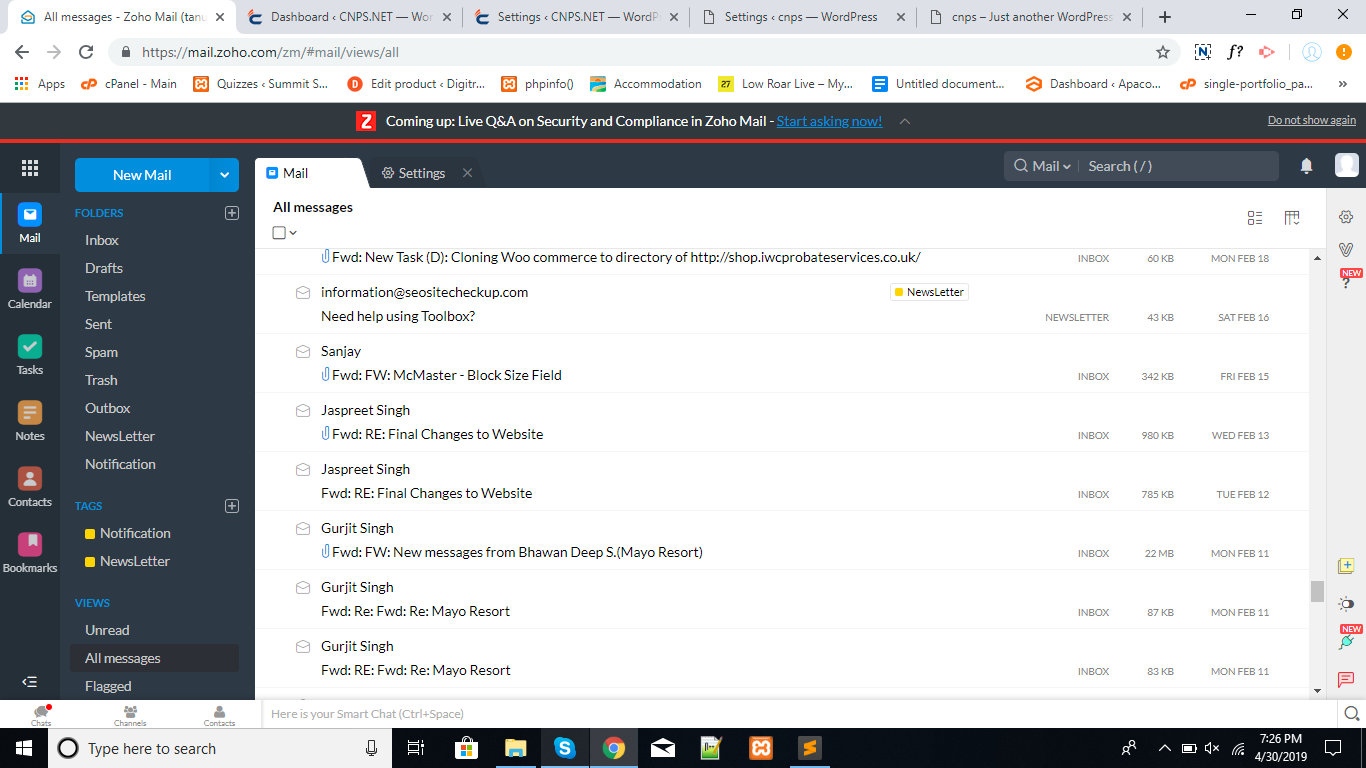 All messages - Zoho Mail (tanu
Dashboard ‹ CNPS.NET — Wor
Settings ‹ CNPS.NET — WordP
Settings ‹ cnps — WordPress
cnps – Just another WordPress
https://mail.zoho.com/zm/#mail/views/all
f?
Apps
cPanel - Main
Quizzes ‹ Summit S...
Edit product ‹ Digitr...
phpinfo()
Accommodation
27 Low Roar Live – My...
Untitled document...
Dashboard ‹ Apaco...
single-portfolio_pa...
»
Z Coming up: Live Q&A on Security and Compliance in Zoho Mail - Start asking now!
Do not show again
New Mail
Mail
Settings
Mail
Search ( / )
FOLDERS
Inbox
Drafts
Templates
Sent
Spam
Trash
Outbox
NewsLetter
Notification
TAGS
Notification
NewsLetter
VIEWS
Unread
All messages
Flagged
Mail
Calendar
Tasks
Notes
Contacts
Bookmarks
All messages
Fwd: New Task (D): Cloning Woo commerce to directory of http://shop.iwcprobateservices.co.uk/ INBOX 60 KB MON FEB 18
information@seositecheckup.com NewsLetter
Need help using Toolbox? NEWSLETTER 43 KB SAT FEB 16
Sanjay
Fwd: FW: McMaster - Block Size Field INBOX 342 KB FRI FEB 15
Jaspreet Singh
Fwd: RE: Final Changes to Website INBOX 980 KB WED FEB 13
Jaspreet Singh
Fwd: RE: Final Changes to Website INBOX 785 KB TUE FEB 12
Gurjit Singh
Fwd: FW: New messages from Bhawan Deep S.(Mayo Resort) INBOX 22 MB MON FEB 11
Gurjit Singh
Fwd: Re: Fwd: Re: Mayo Resort INBOX 87 KB MON FEB 11
Gurjit Singh
Fwd: RE: Fwd: Re: Mayo Resort INBOX 83 KB MON FEB 11
NEW
?
NEW
Chats
Channels
Contacts
Here is your Smart Chat (Ctrl+Space)
Type here to search
7:26 PM
4/30/2019